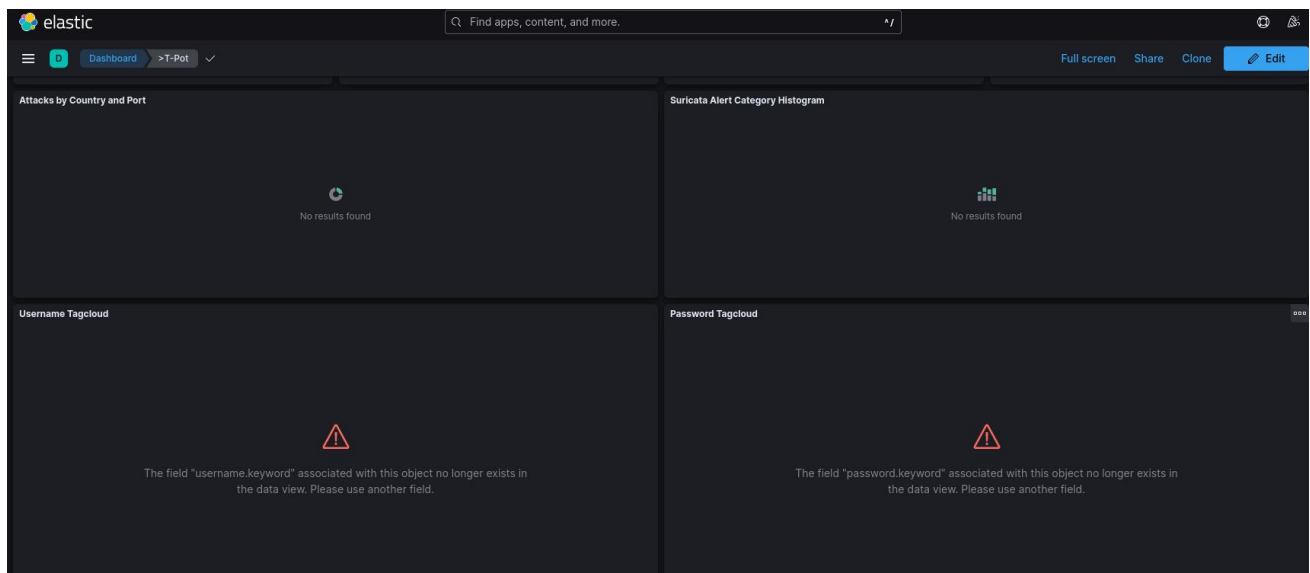 elastic
Find apps, content, and more.
^/
D
Dashboard
>T-Pot
Full screen
Share
Clone
Edit
Attacks by Country and Port
Suricata Alert Category Histogram
No results found
No results found
Username Tagcloud
Password Tagcloud
The field "username.keyword" associated with this object no longer exists in
the data view. Please use another field.
The field "password.keyword" associated with this object no longer exists in
the data view. Please use another field.